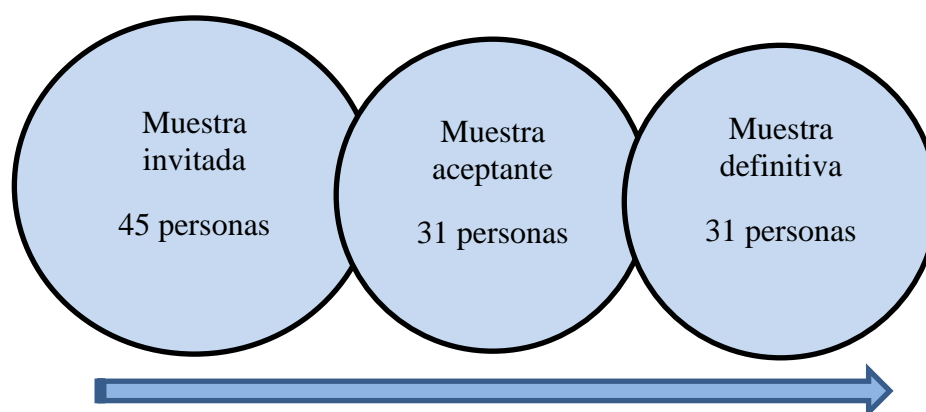 Muestra
invitada
45 personas
Muestra
aceptante
31 personas
Muestra
definitiva
31 personas